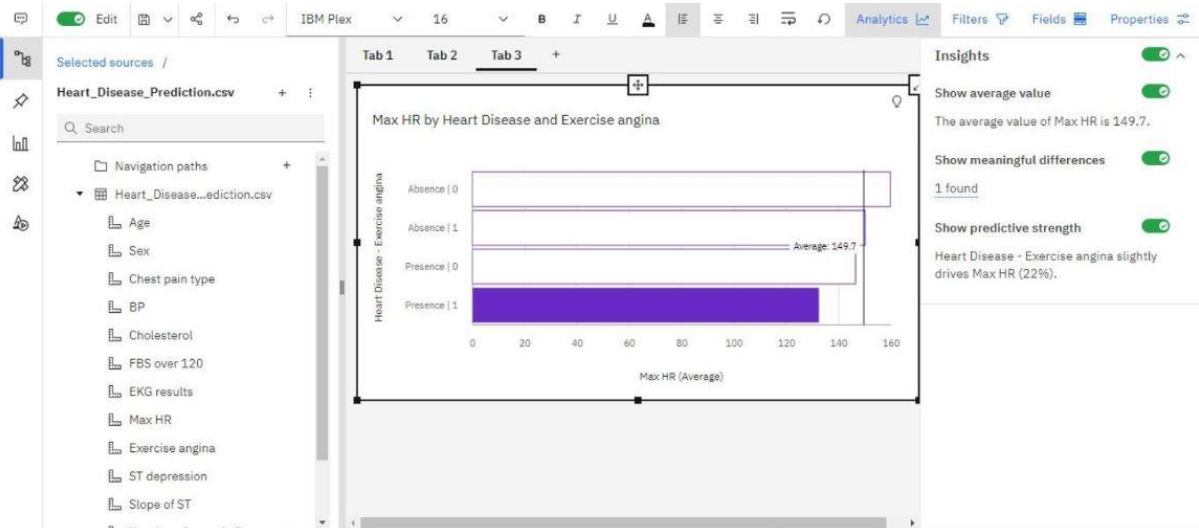 Edit
IBM Plex
16
B I U A
Analytics
Filters
Fields
Properties
Selected sources /
Heart_Disease_Prediction.csv
Search
Navigation paths
Heart_Disease...ediction.csv
Age
Sex
Chest pain type
BP
Cholesterol
FBS over 120
EKG results
Max HR
Exercise angina
ST depression
Slope of ST
Tab 1 Tab 2 Tab 3 +
Max HR by Heart Disease and Exercise angina
Heart Disease - Exercise angina
Absence | 0
Absence | 1
Average: 149.7
Presence | 0
Presence | 1
0 20 40 60 80 100 120 140 160
Max HR (Average)
Insights
Show average value
The average value of Max HR is 149.7.
Show meaningful differences
1 found
Show predictive strength
Heart Disease - Exercise angina slightly
drives Max HR (22%).